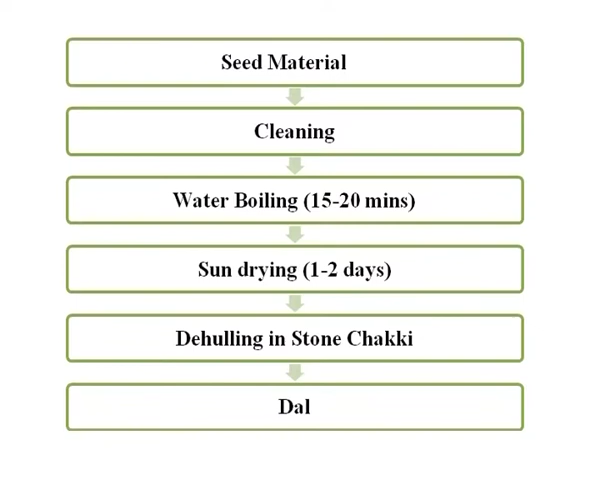 Seed Material
Cleaning
Water Boiling (15-20 mins)
Sun drying (1-2 days)
Dehulling in Stone Chakki
Dal